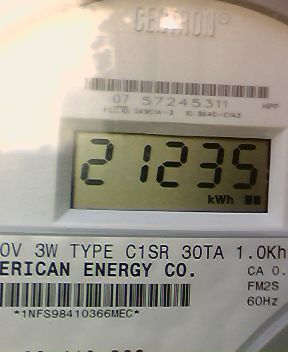 CENTRON®
07 57245311
HPP
21235
kWh
0V 3W TYPE C1SR 30TA 1.0Kh
ERICAN ENERGY CO.
CA 0.
FM2S
60Hz
*1NFS98410366MEC*